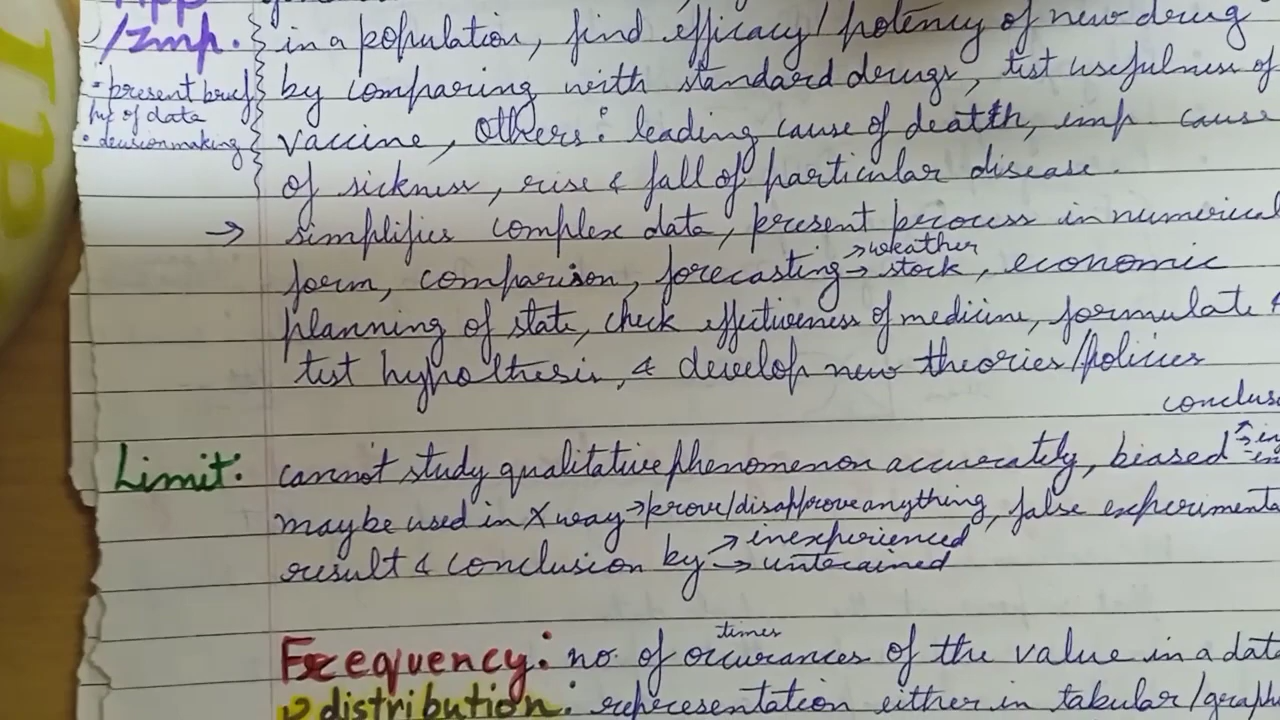 App
/Imp. in a population, find efficacy/potency of new drug
• present brief by comparing with standard drugs, test usefulness of
of data
• decision making vaccine, Others: leading cause of death, imp. cause
of sickness, rise & fall of particular disease.
→ simplifies complex data, present process in numerical
→ weather
form, comparison, forecasting → stock, economic
planning of state, check effectiveness of medicine, formulate &
test hypothesis, & develop new theories/policies
Limit: cannot study qualitative phenomenon accurately, biased
may be used in X way → prove/disapprove anything, false experimental
→ inexperienced
result & conclusion by → untrained
times
Frequency: no. of occurances of the value in a data
distribution: representation either in tabular/graph